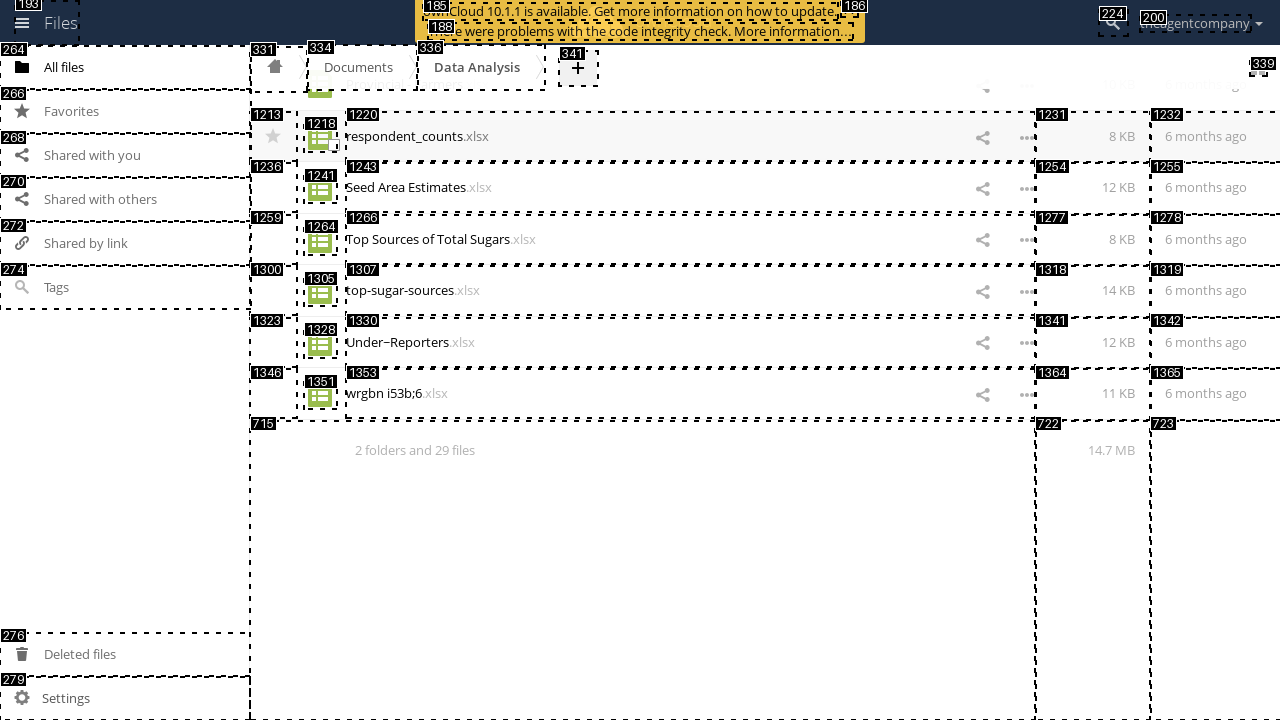 193
Files
185
ownCloud 10.1.1 is available. Get more information on how to update.
186
188
There were problems with the code integrity check. More information…
224
200
theagentcompany
264
All files
266
Favorites
268
Shared with you
270
Shared with others
272
Shared by link
274
Tags
276
Deleted files
279
Settings
331
334
Documents
336
Data Analysis
341
+
339
6 months ago
1213
1218
1220
respondent_counts.xlsx
1231
8 KB
1232
6 months ago
1236
1241
1243
Seed Area Estimates.xlsx
1254
12 KB
1255
6 months ago
1259
1264
1266
Top Sources of Total Sugars.xlsx
1277
8 KB
1278
6 months ago
1300
1305
1307
top-sugar-sources.xlsx
1318
14 KB
1319
6 months ago
1323
1328
1330
Under–Reporters.xlsx
1341
12 KB
1342
6 months ago
1346
1351
1353
wrgbn i53b;6.xlsx
1364
11 KB
1365
6 months ago
715
2 folders and 29 files
722
14.7 MB
723